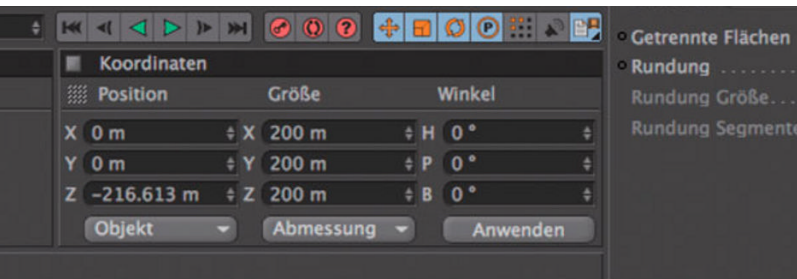 P
Koordinaten
Position Größe Winkel
X 0 m X 200 m H 0 °
Y 0 m Y 200 m P 0 °
Z -216.613 m Z 200 m B 0 °
Objekt Abmessung Anwenden
Getrennte Flächen
Rundung ........
Rundung Größe...
Rundung Segmente